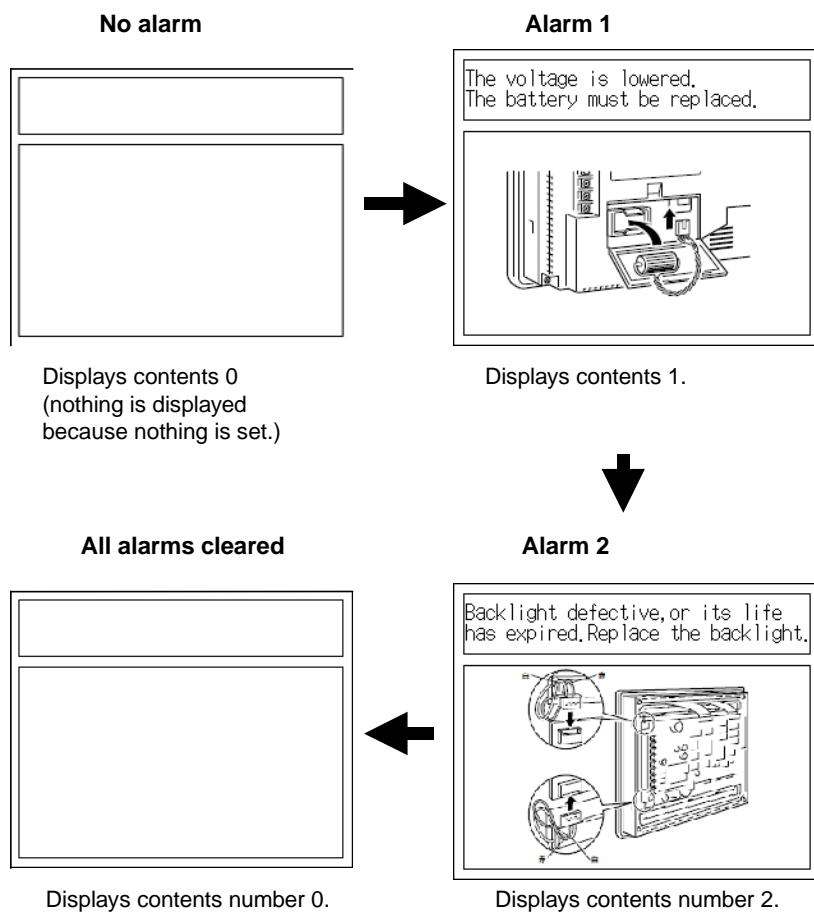 No alarm
Alarm 1
The voltage is lowered.
The battery must be replaced.
Displays contents 0
(nothing is displayed
because nothing is set.)
Displays contents 1.
All alarms cleared
Alarm 2
Backlight defective,or its life
has expired.Replace the backlight.
Displays contents number 0.
Displays contents number 2.